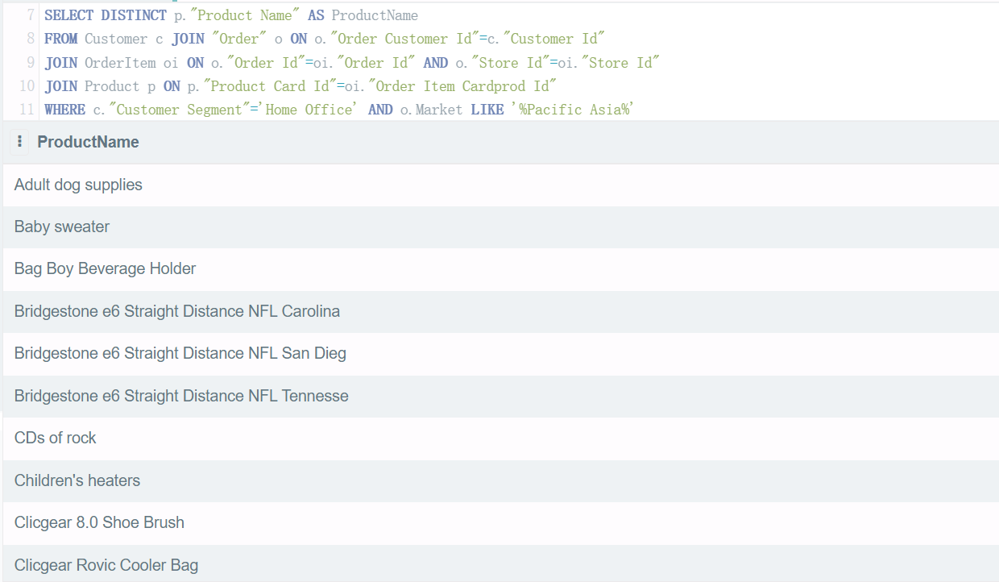 7 SELECT DISTINCT p."Product Name" AS ProductName
8 FROM Customer c JOIN "Order" o ON o."Order Customer Id"=c."Customer Id"
9 JOIN OrderItem oi ON o."Order Id"=oi."Order Id" AND o."Store Id"=oi."Store Id"
10 JOIN Product p ON p."Product Card Id"=oi."Order Item Cardprod Id"
11 WHERE c."Customer Segment"='Home Office' AND o.Market LIKE '%Pacific Asia%'
ProductName
Adult dog supplies
Baby sweater
Bag Boy Beverage Holder
Bridgestone e6 Straight Distance NFL Carolina
Bridgestone e6 Straight Distance NFL San Dieg
Bridgestone e6 Straight Distance NFL Tennesse
CDs of rock
Children's heaters
Clicgear 8.0 Shoe Brush
Clicgear Rovic Cooler Bag